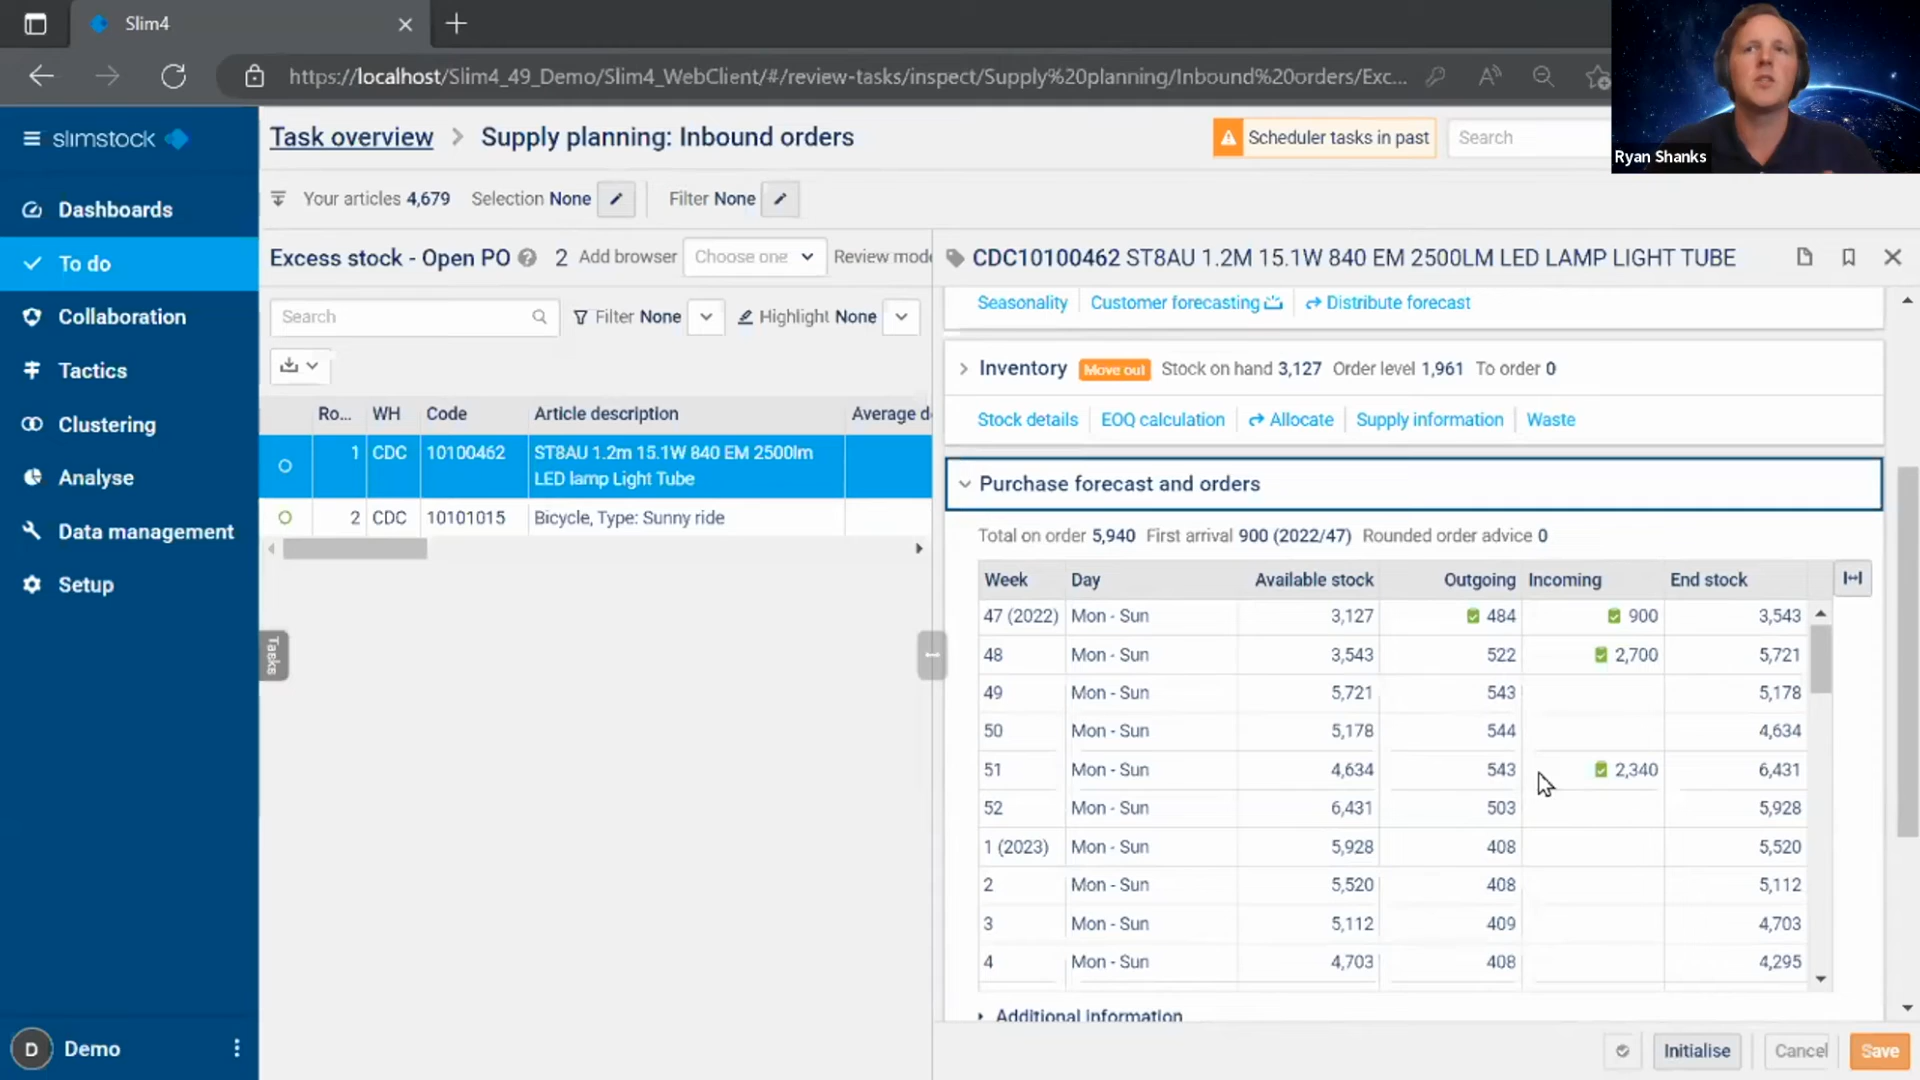 Slim4
https://localhost/Slim4_49_Demo/Slim4_WebClient/#/review-tasks/inspect/Supply%20planning/Inbound%20orders/Exc...
Ryan Shanks
slimstock
Dashboards
To do
Collaboration
Tactics
Clustering
Analyse
Data management
Setup
D Demo
Task overview > Supply planning: Inbound orders
Scheduler tasks in past
Search
Your articles 4,679 Selection None Filter None
Excess stock - Open PO ? 2 Add browser Choose one Review mode
Search Filter None Highlight None
Ro... WH Code Article description Average d
1 CDC 10100462 ST8AU 1.2m 15.1W 840 EM 2500lm
LED lamp Light Tube
2 CDC 10101015 Bicycle, Type: Sunny ride
Tasks
CDC10100462 ST8AU 1.2M 15.1W 840 EM 2500LM LED LAMP LIGHT TUBE
Seasonality Customer forecasting Distribute forecast
Inventory Move out Stock on hand 3,127 Order level 1,961 To order 0
Stock details EOQ calculation Allocate Supply information Waste
Purchase forecast and orders
Total on order 5,940 First arrival 900 (2022/47) Rounded order advice 0
Week Day Available stock Outgoing Incoming End stock
47 (2022) Mon - Sun 3,127 484 900 3,543
48 Mon - Sun 3,543 522 2,700 5,721
49 Mon - Sun 5,721 543 5,178
50 Mon - Sun 5,178 544 4,634
51 Mon - Sun 4,634 543 2,340 6,431
52 Mon - Sun 6,431 503 5,928
1 (2023) Mon - Sun 5,928 408 5,520
2 Mon - Sun 5,520 408 5,112
3 Mon - Sun 5,112 409 4,703
4 Mon - Sun 4,703 408 4,295
Additional information
Initialise Cancel Save